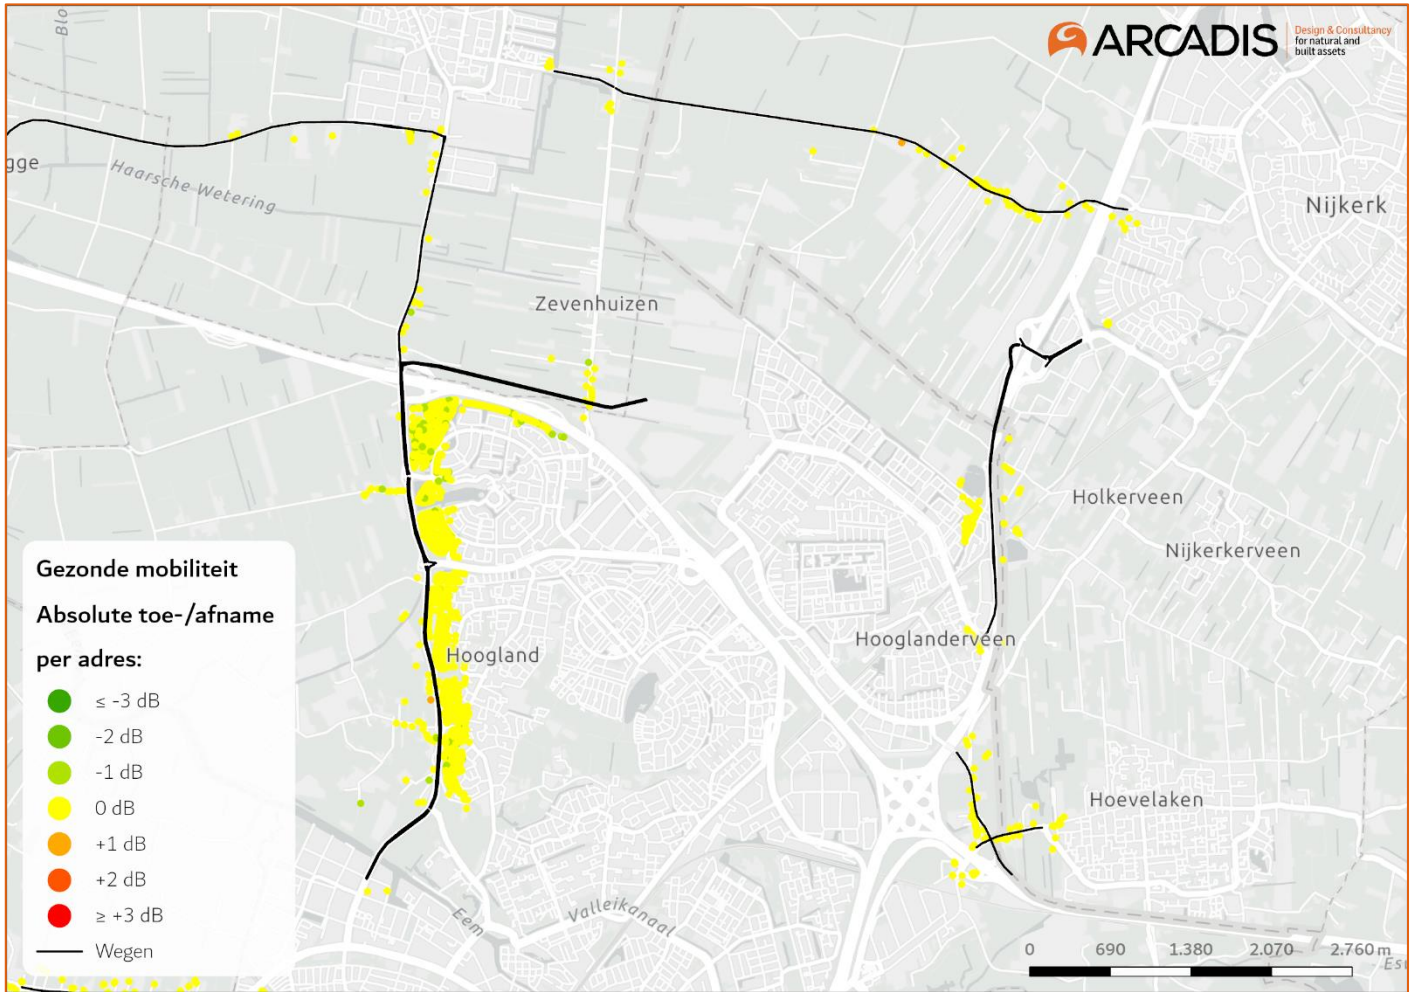 Blo
ARCADIS
Design & Consultancy
for natural and
built assets
gge
Haarsche Wetering
Nijkerk
Zevenhuizen
Holkerveen
Nijkerkerveen
Hooglanderveen
Hoogland
Hoevelaken
Eem
Valleikanaal
Gezonde mobiliteit
Absolute toe-/afname
per adres:
≤ -3 dB
-2 dB
-1 dB
0 dB
+1 dB
+2 dB
≥ +3 dB
Wegen
0 690 1.380 2.070 2.760 m
Es